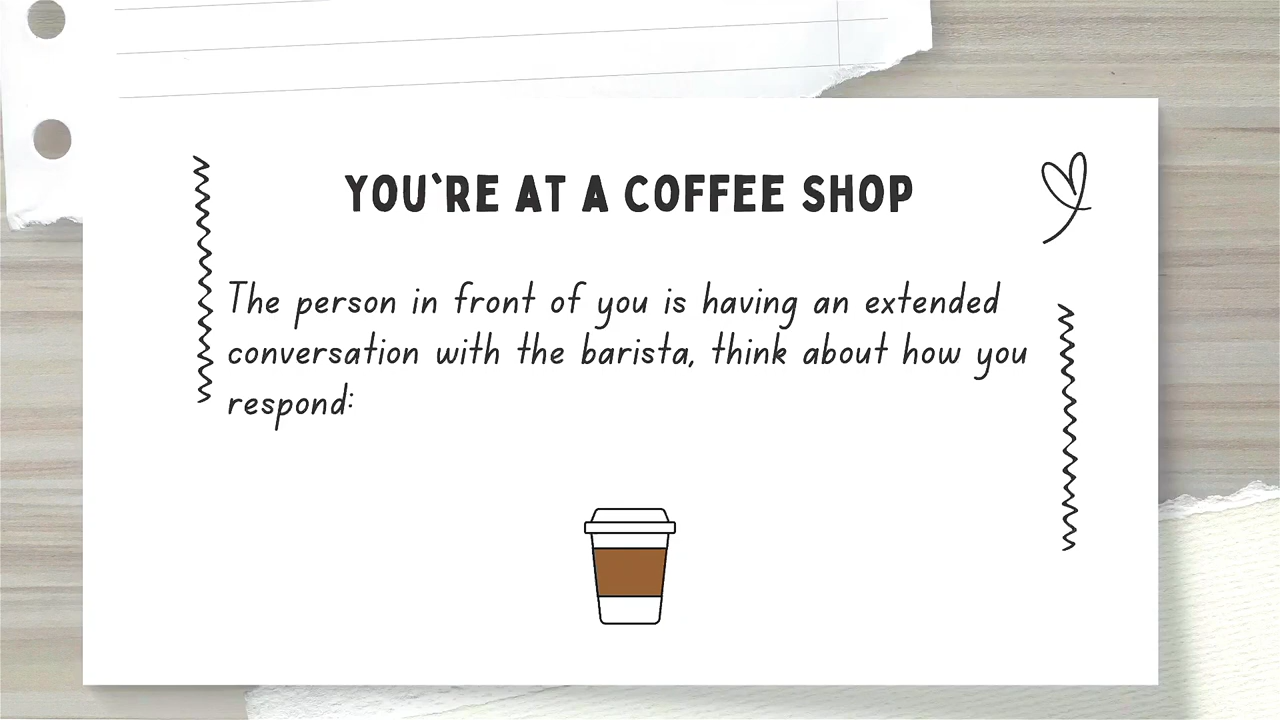 YOU`RE AT A COFFEE SHOP
The person in front of you is having an extended
conversation with the barista, think about how you
respond: